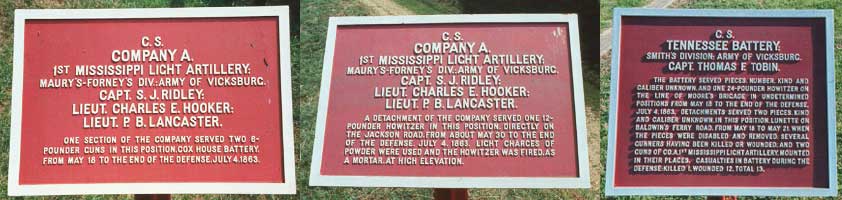 C. S.
COMPANY A.
1ST MISSISSIPPI LIGHT ARTILLERY;
MAURY'S-FORNEY'S DIV.; ARMY OF VICKSBURG.
CAPT. S. J. RIDLEY;
LIEUT. CHARLES E. HOOKER;
LIEUT. P. B. LANCASTER.
ONE SECTION OF THE COMPANY SERVED TWO 6-
POUNDER GUNS IN THIS POSITION, COX HOUSE BATTERY,
FROM MAY 18 TO THE END OF THE DEFENSE, JULY 4, 1863.
C. S.
COMPANY A.
1ST MISSISSIPPI LIGHT ARTILLERY;
MAURY'S-FORNEY'S DIV.; ARMY OF VICKSBURG.
CAPT. S. J. RIDLEY;
LIEUT. CHARLES E. HOOKER;
LIEUT. P. B. LANCASTER.
A DETACHMENT OF THE COMPANY SERVED ONE 12-
POUNDER HOWITZER IN THIS POSITION, DIRECTLY ON
THE JACKSON ROAD, FROM ABOUT MAY 30 TO THE END OF
THE DEFENSE, JULY 4, 1863. LIGHT CHARGES OF
POWDER WERE USED AND THE HOWITZER WAS FIRED, AS
A MORTAR, AT HIGH ELEVATION.
C. S.
TENNESSEE BATTERY;
SMITH'S DIVISION; ARMY OF VICKSBURG.
CAPT. THOMAS F. TOBIN.
THE BATTERY SERVED PIECES, NUMBER, KIND AND
CALIBER UNKNOWN, AND ONE 24-POUNDER HOWITZER ON
THE LINE OF MOORE'S BRIGADE IN UNDETERMINED
POSITIONS FROM MAY 18 TO THE END OF THE DEFENSE,
JULY 4, 1863. DETACHMENTS SERVED TWO PIECES, KIND
AND CALIBER UNKNOWN, IN THIS POSITION, LUNETTE ON
BALDWIN'S FERRY ROAD, FROM MAY 18 TO MAY 21, WHEN
THE PIECES WERE DISABLED AND REMOVED, SEVERAL
GUNNERS HAVING BEEN KILLED OR WOUNDED, AND TWO
GUNS OF CO. A, 1ST MISSISSIPPI LIGHT ARTILLERY, MOUNTED
IN THEIR PLACES. CASUALTIES IN BATTERY DURING THE
DEFENSE: KILLED 1, WOUNDED 12, TOTAL 13.